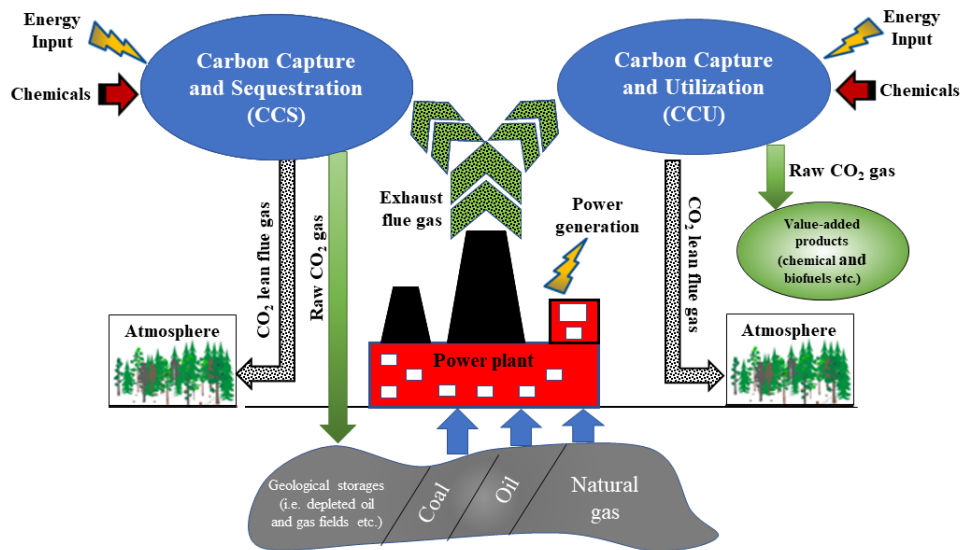 Energy
Input
Chemicals
Carbon Capture
and Sequestration
(CCS)
Carbon Capture
and Utilization
(CCU)
Energy
Input
Chemicals
Exhaust
flue gas
Power
generation
Raw CO₂ gas
Value-added
products
(chemical and
biofuels etc.)
CO₂ lean flue gas
Raw CO₂ gas
CO₂ lean flue gas
Atmosphere
Power plant
Atmosphere
Geological storages
(i.e. depleted oil
and gas fields etc.)
Coal
Oil
Natural
gas